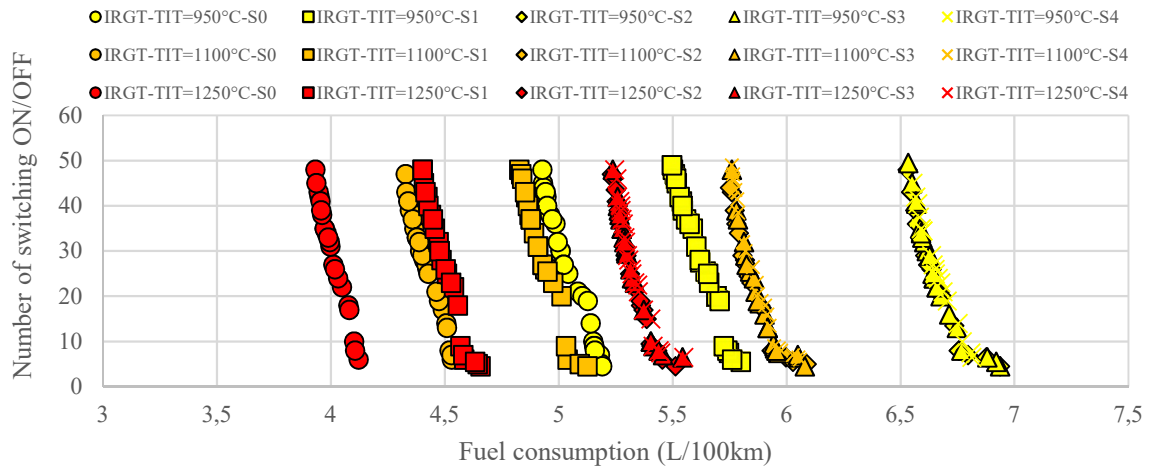 IRGT-TIT=950°C-S0 IRGT-TIT=950°C-S1 IRGT-TIT=950°C-S2 IRGT-TIT=950°C-S3 IRGT-TIT=950°C-S4
IRGT-TIT=1100°C-S0 IRGT-TIT=1100°C-S1 IRGT-TIT=1100°C-S2 IRGT-TIT=1100°C-S3 IRGT-TIT=1100°C-S4
IRGT-TIT=1250°C-S0 IRGT-TIT=1250°C-S1 IRGT-TIT=1250°C-S2 IRGT-TIT=1250°C-S3 IRGT-TIT=1250°C-S4
Number of switching ON/OFF
60
50
40
30
20
10
0
3 3,5 4 4,5 5 5,5 6 6,5 7 7,5
Fuel consumption (L/100km)